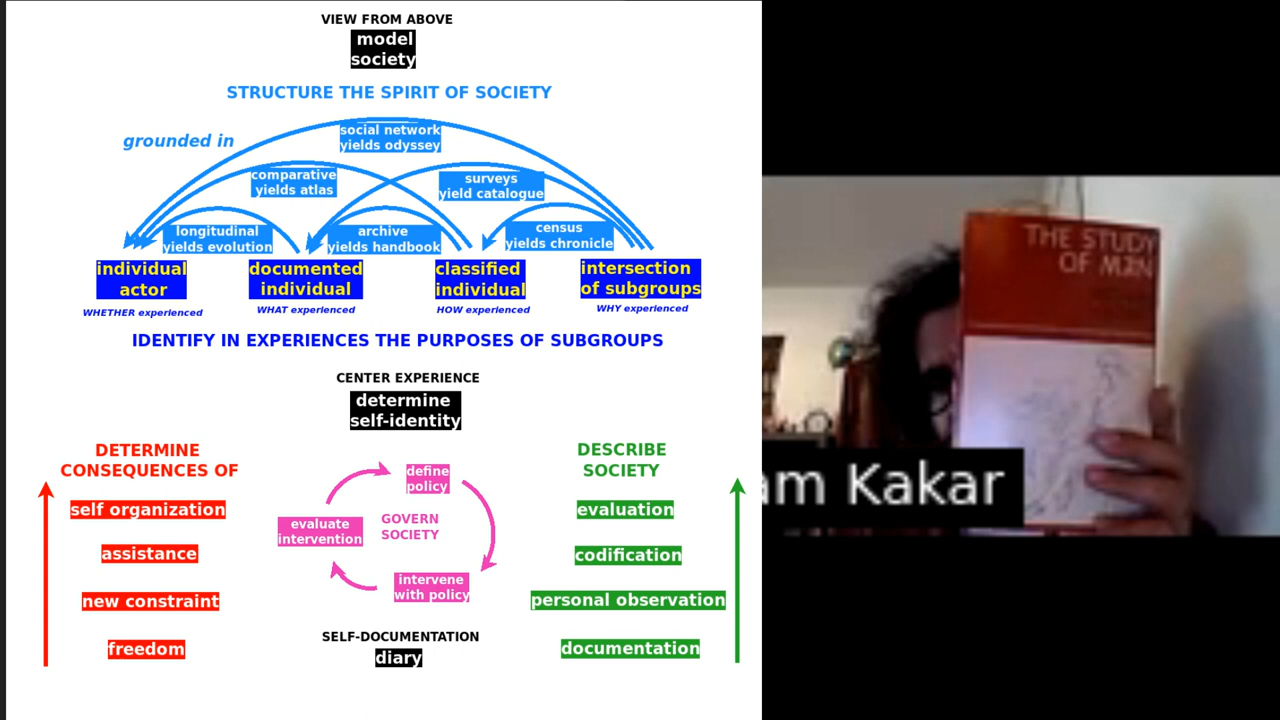 VIEW FROM ABOVE
model
society
STRUCTURE THE SPIRIT OF SOCIETY
grounded in
social network
yields odyssey
comparative
yields atlas
surveys
yield catalogue
longitudinal
yields evolution
archive
yields handbook
census
yields chronicle
individual
actor
documented
individual
classified
individual
intersection
of subgroups
WHETHER experienced
WHAT experienced
HOW experienced
WHY experienced
IDENTIFY IN EXPERIENCES THE PURPOSES OF SUBGROUPS
CENTER EXPERIENCE
determine
self-identity
DETERMINE
CONSEQUENCES OF
self organization
assistance
new constraint
freedom
define
policy
evaluate
intervention
GOVERN
SOCIETY
intervene
with policy
SELF-DOCUMENTATION
diary
DESCRIBE
SOCIETY
evaluation
codification
personal observation
documentation
THE STUDY
OF MAN
am Kakar